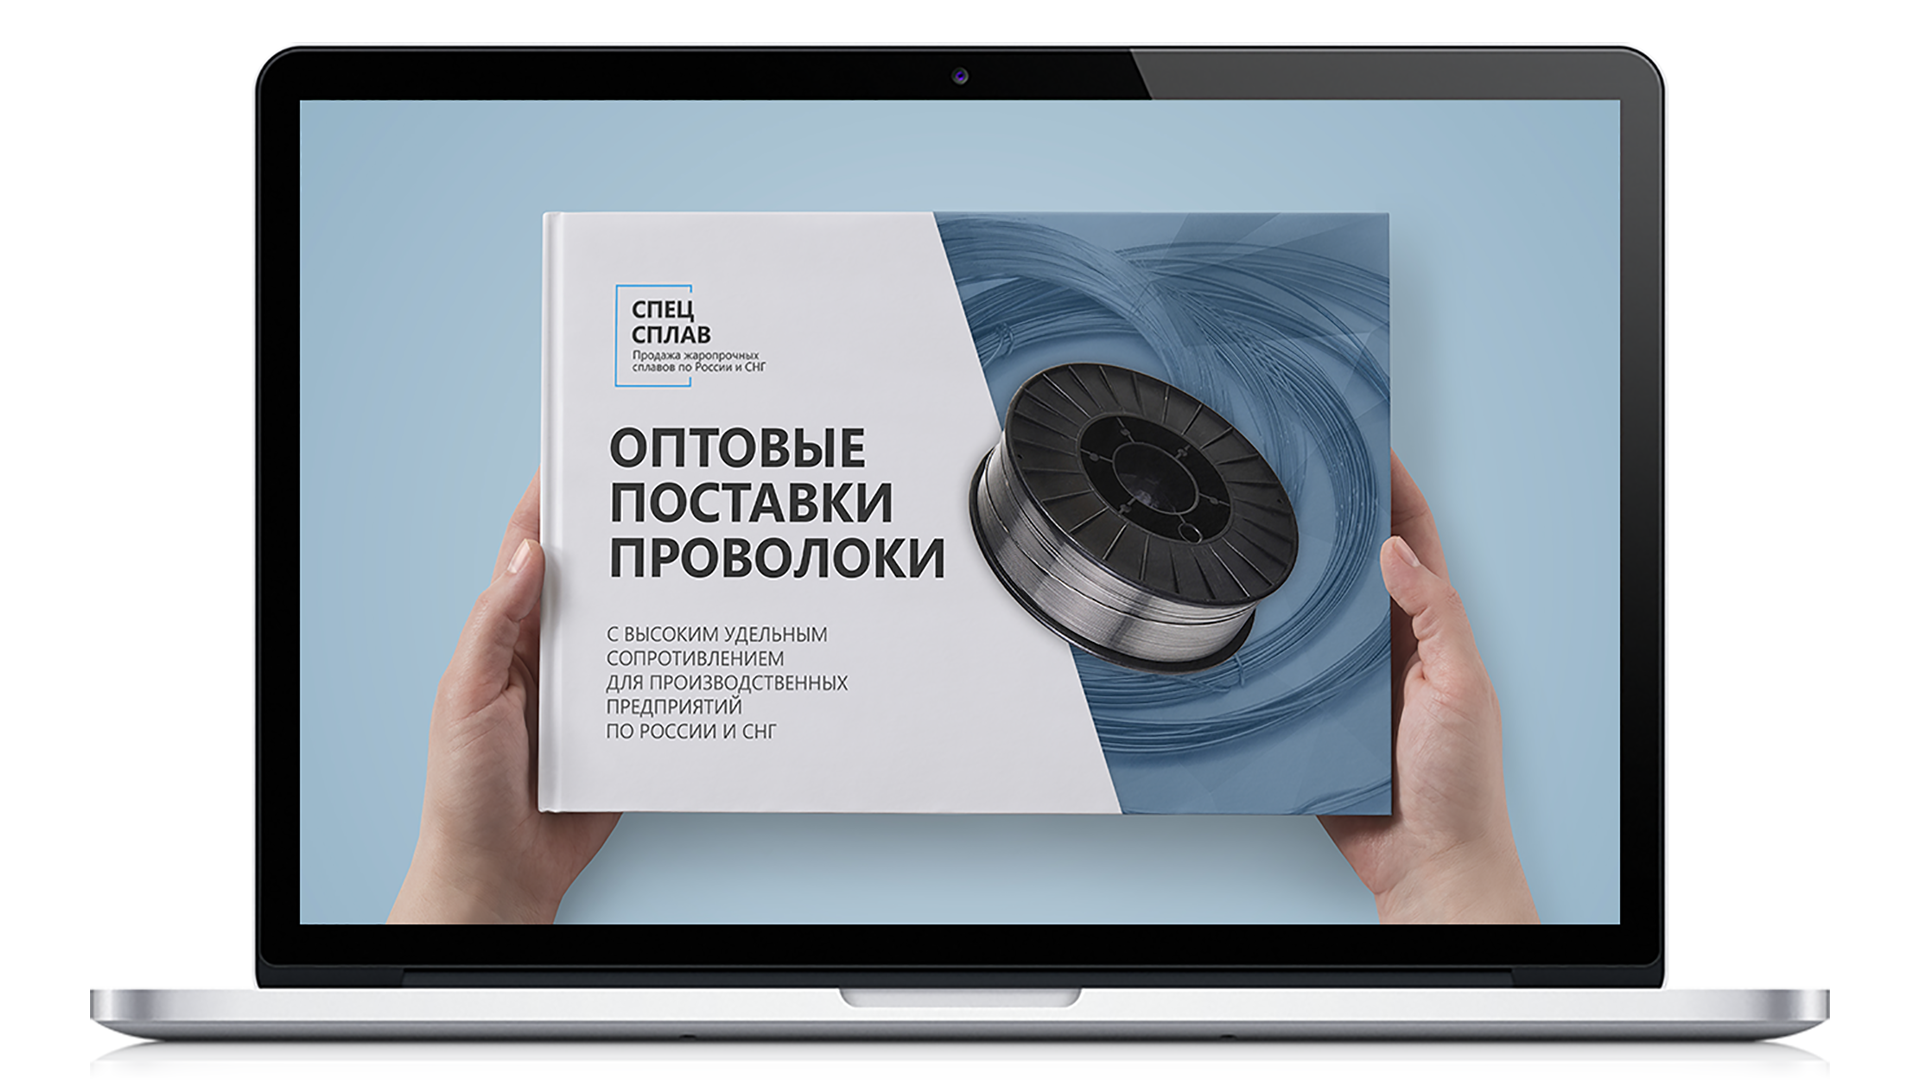 СПЕЦ
СПЛАВ
Продажа жаропрочных
сплавов по России и СНГ
ОПТОВЫЕ
ПОСТАВКИ
ПРОВОЛОКИ
С ВЫСОКИМ УДЕЛЬНЫМ
СОПРОТИВЛЕНИЕМ
ДЛЯ ПРОИЗВОДСТВЕННЫХ
ПРЕДПРИЯТИЙ
ПО РОССИИ И СНГ